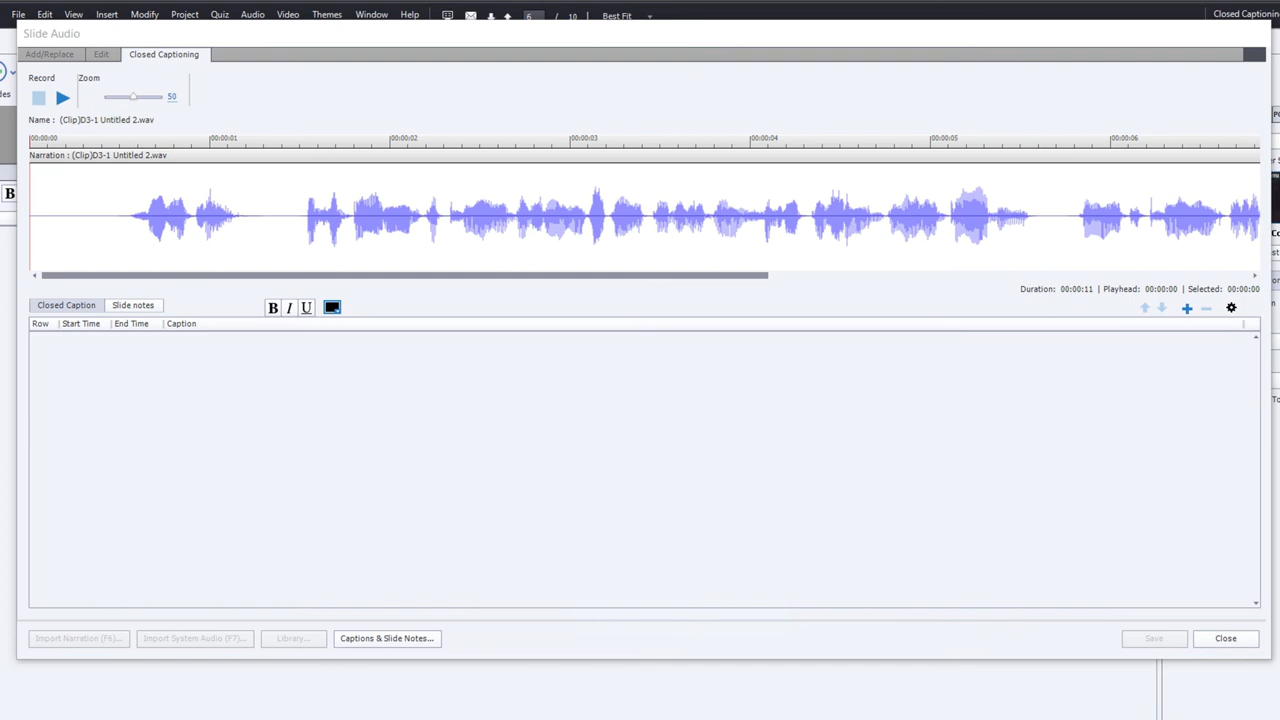 File Edit View Insert Modify Project Quiz Audio Video Themes Window Help 6 / 10 Best Fit Closed Captioning
Slide Audio
Add/Replace Edit Closed Captioning
Record Zoom
50
des
Name : (Clip)D3-1 Untitled 2.wav
00:00:00 00:00:01 00:00:02 00:00:03 00:00:04 00:00:05 00:00:06
Narration : (Clip)D3-1 Untitled 2.wav
B
Duration: 00:00:11 | Playhead: 00:00:00 | Selected: 00:00:00
Closed Caption Slide notes B I U
Row Start Time End Time Caption
Import Narration (F6)... Import System Audio (F7)... Library... Captions & Slide Notes... Save Close